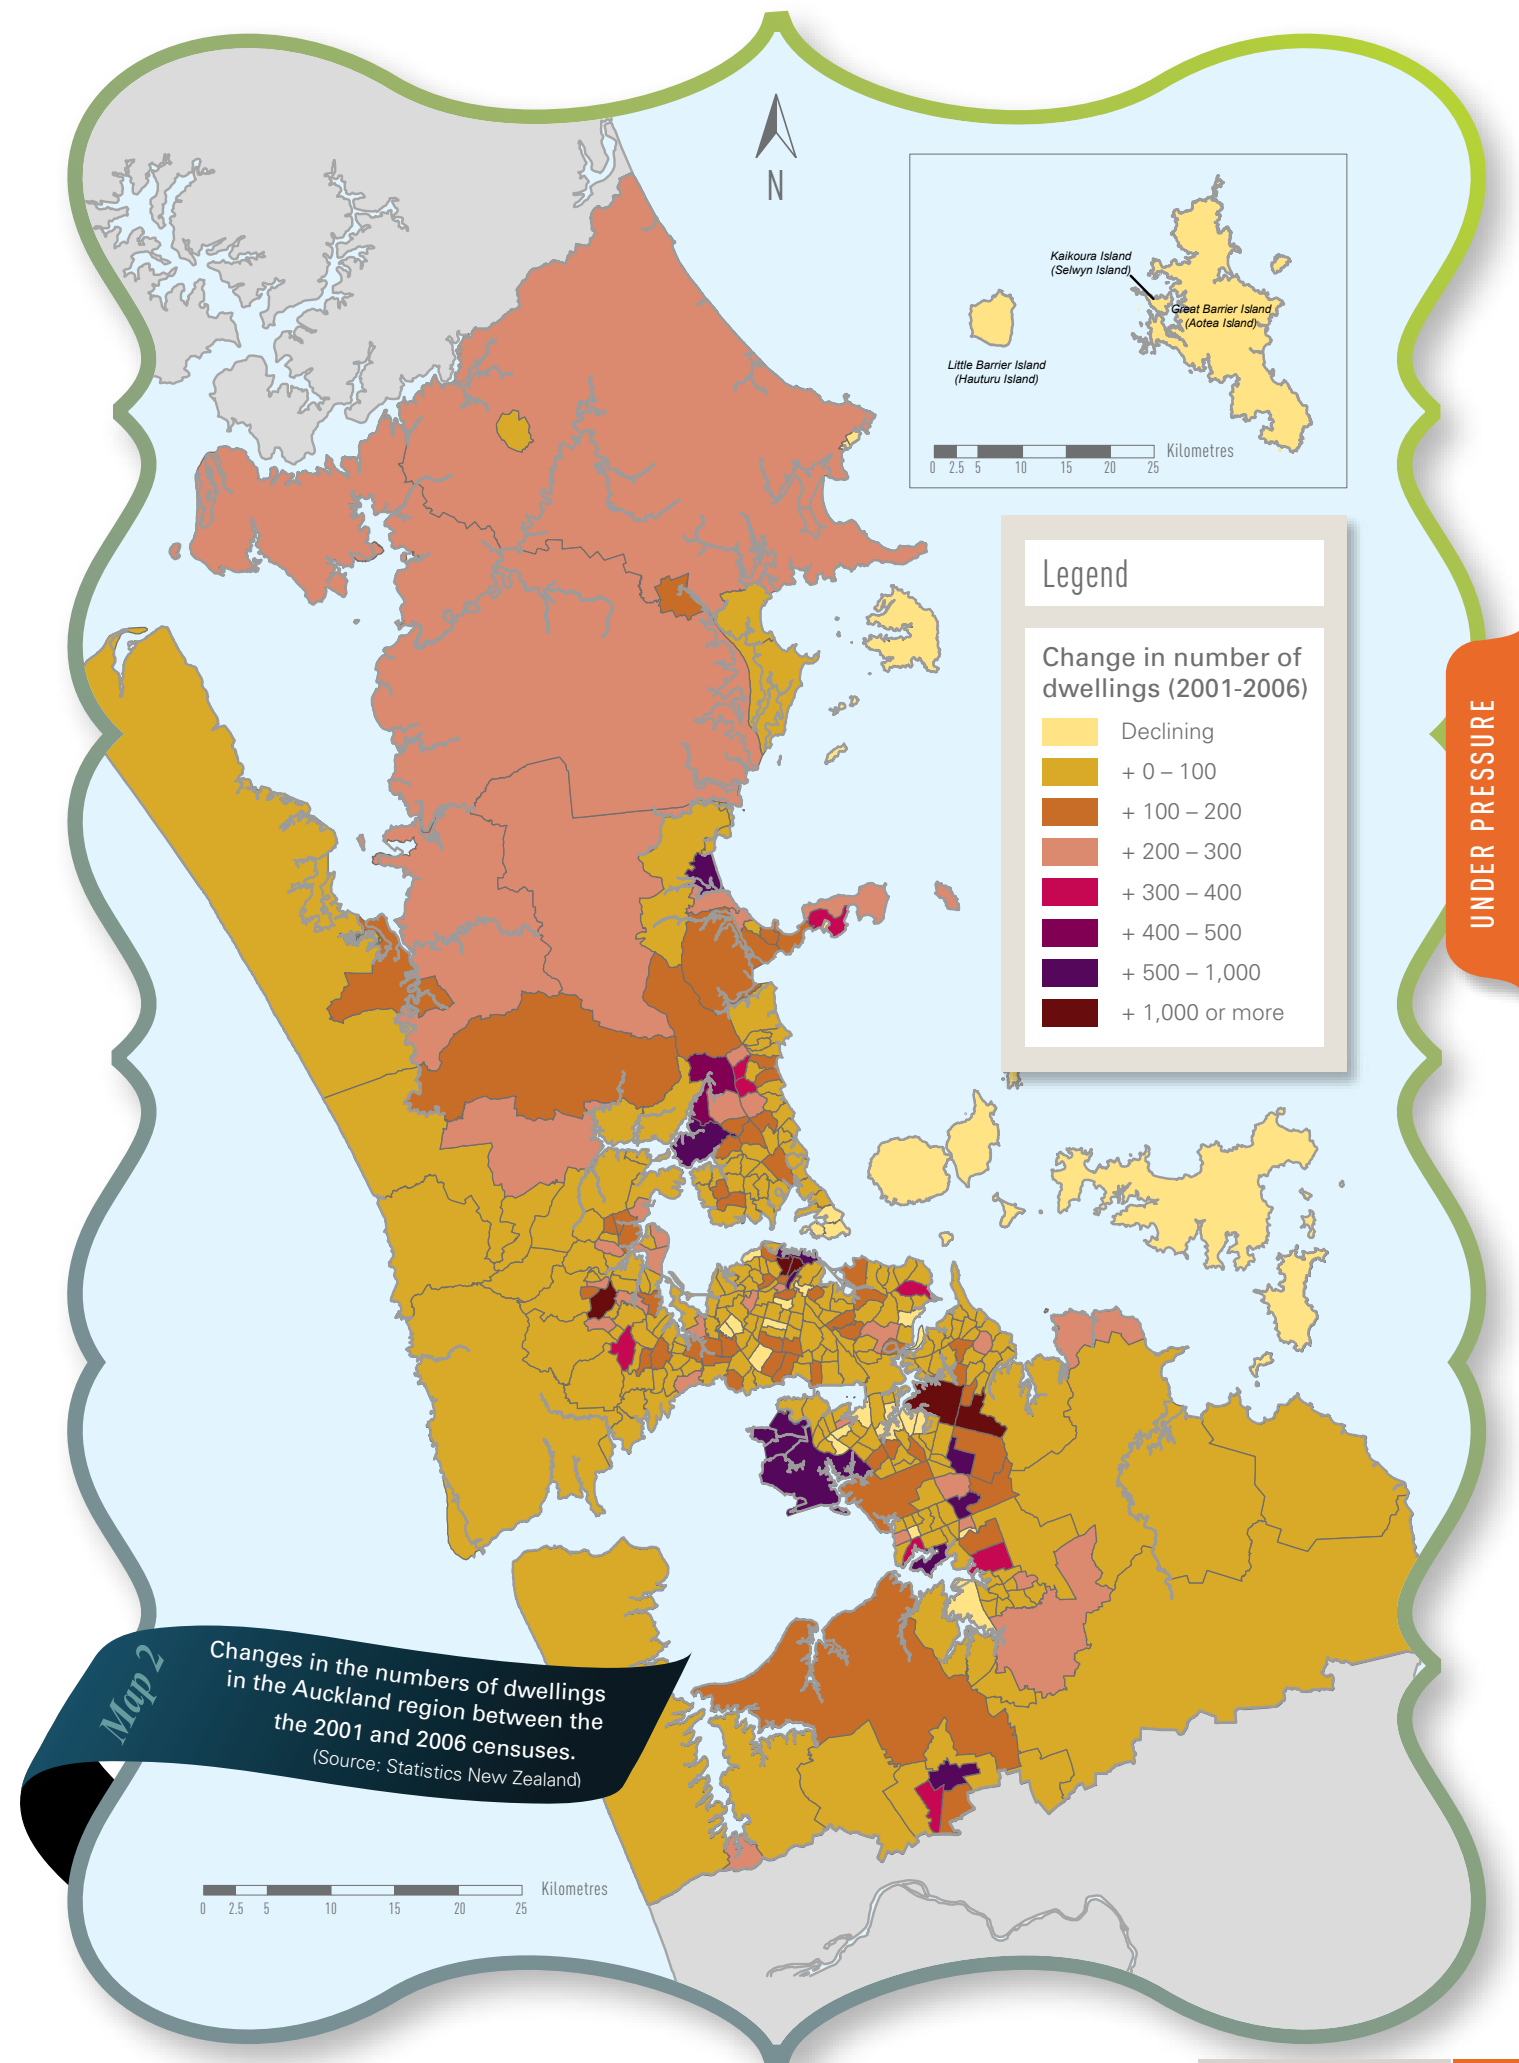 N
Kaikoura Island
(Selwyn Island)
Great Barrier Island
(Aotea Island)
Little Barrier Island
(Hauturu Island)
Kilometres
0 2.5 5 10 15 20 25
Legend
Change in number of
dwellings (2001-2006)
Declining
+ 0 – 100
+ 100 – 200
+ 200 – 300
+ 300 – 400
+ 400 – 500
+ 500 – 1,000
+ 1,000 or more
UNDER PRESSURE
Map 2
Changes in the numbers of dwellings
in the Auckland region between the
the 2001 and 2006 censuses.
(Source: Statistics New Zealand)
Kilometres
0 2.5 5 10 15 20 25